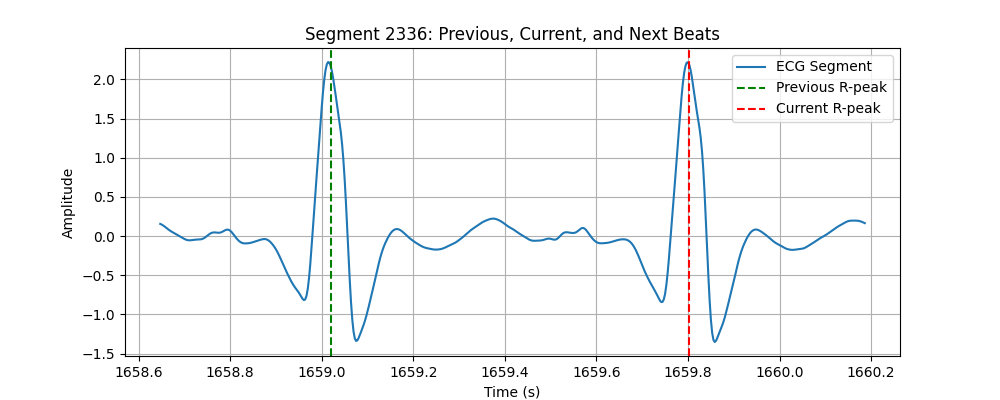 Segment 2336: Previous, Current, and Next Beats
ECG Segment
Previous R-peak
Current R-peak
Amplitude
2.0
1.5
1.0
0.5
0.0
−0.5
−1.0
−1.5
1658.6 1658.8 1659.0 1659.2 1659.4 1659.6 1659.8 1660.0 1660.2
Time (s)